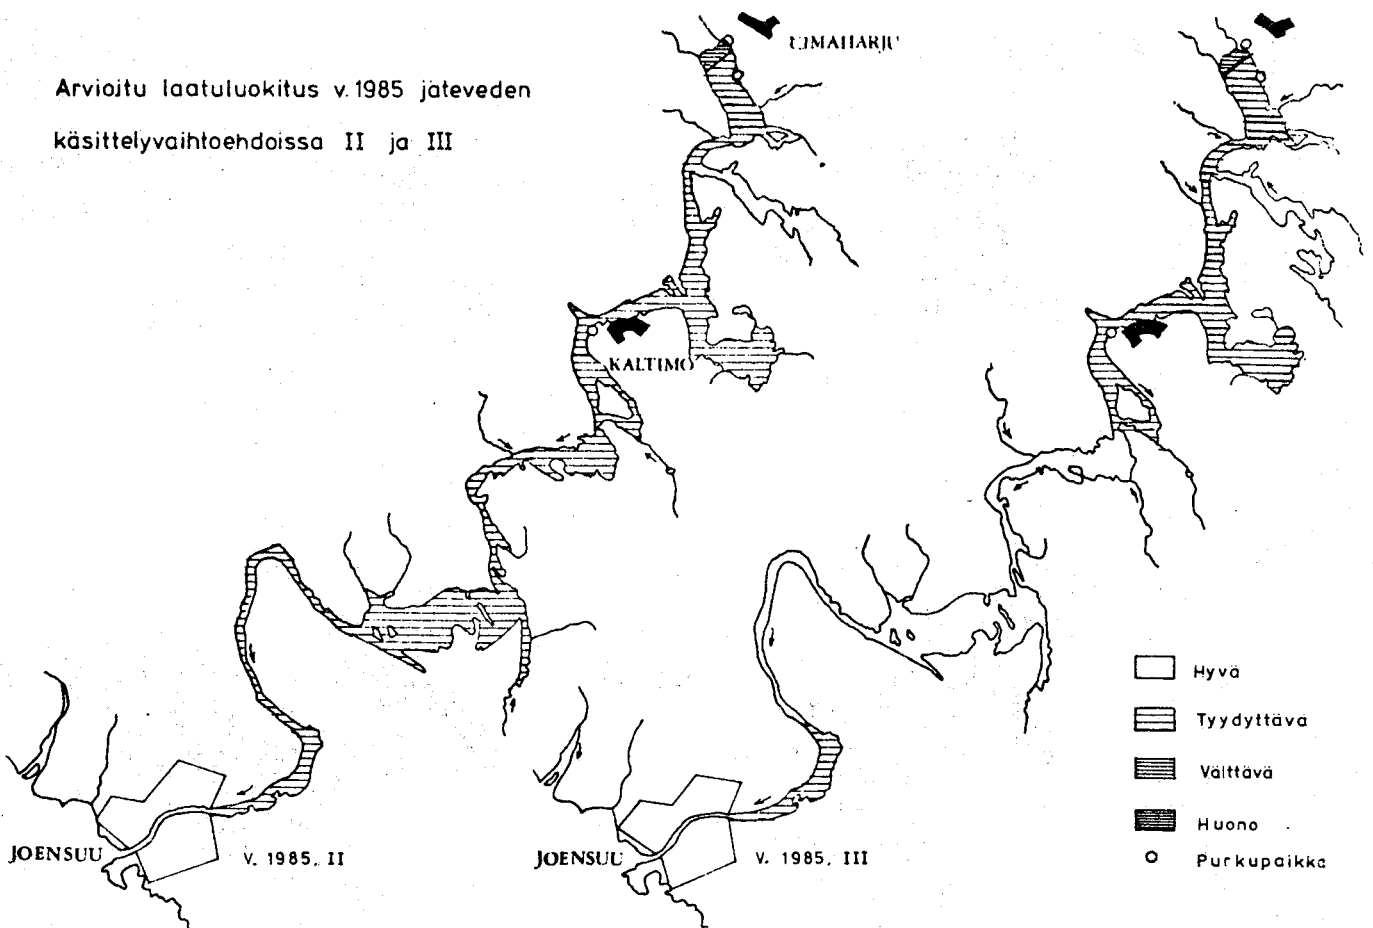 Arvioitu laatuluokitus v. 1985 jäteveden
käsittelyvaihtoehdoissa II ja III
UIMAHARJU
KALTIMO
JOENSUU
V. 1985, II
JOENSUU
V. 1985, III
Hyvä
Tyydyttävä
Välttävä
Huono
Purkupaikka